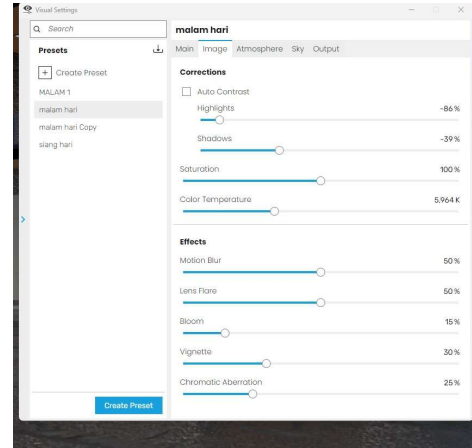 Visual Settings
Search
Presets
Create Preset
MALAM 1
malam hari
malam hari Copy
siang hari
Create Preset
malam hari
Main Image Atmosphere Sky Output
Corrections
Auto Contrast
Highlights -86 %
Shadows -39 %
Saturation 100 %
Color Temperature 5.964 K
Effects
Motion Blur 50 %
Lens Flare 50 %
Bloom 15 %
Vignette 30 %
Chromatic Aberration 25 %